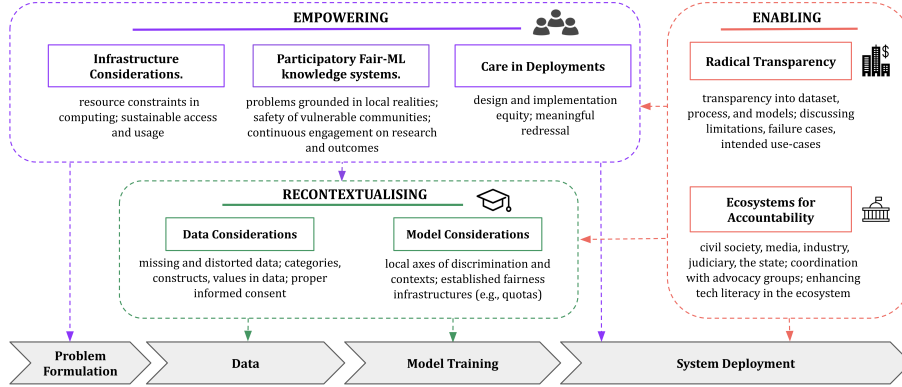 EMPOWERING
Infrastructure
Considerations.
resource constraints in
computing; sustainable access
and usage
Participatory Fair-ML
knowledge systems.
problems grounded in local realities;
safety of vulnerable communities;
continuous engagement on research
and outcomes
Care in Deployments
design and implementation
equity; meaningful
redressal
ENABLING
Radical Transparency
$
transparency into dataset,
process, and models; discussing
limitations, failure cases,
intended use-cases
Ecosystems for
Accountability
civil society, media, industry,
judiciary, the state; coordination
with advocacy groups; enhancing
tech literacy in the ecosystem
RECONTEXTUALISING
Data Considerations
missing and distorted data; categories,
constructs, values in data; proper
informed consent
Model Considerations
local axes of discrimination and
contexts; established fairness
infrastructures (e.g., quotas)
Problem
Formulation
Data
Model Training
System Deployment